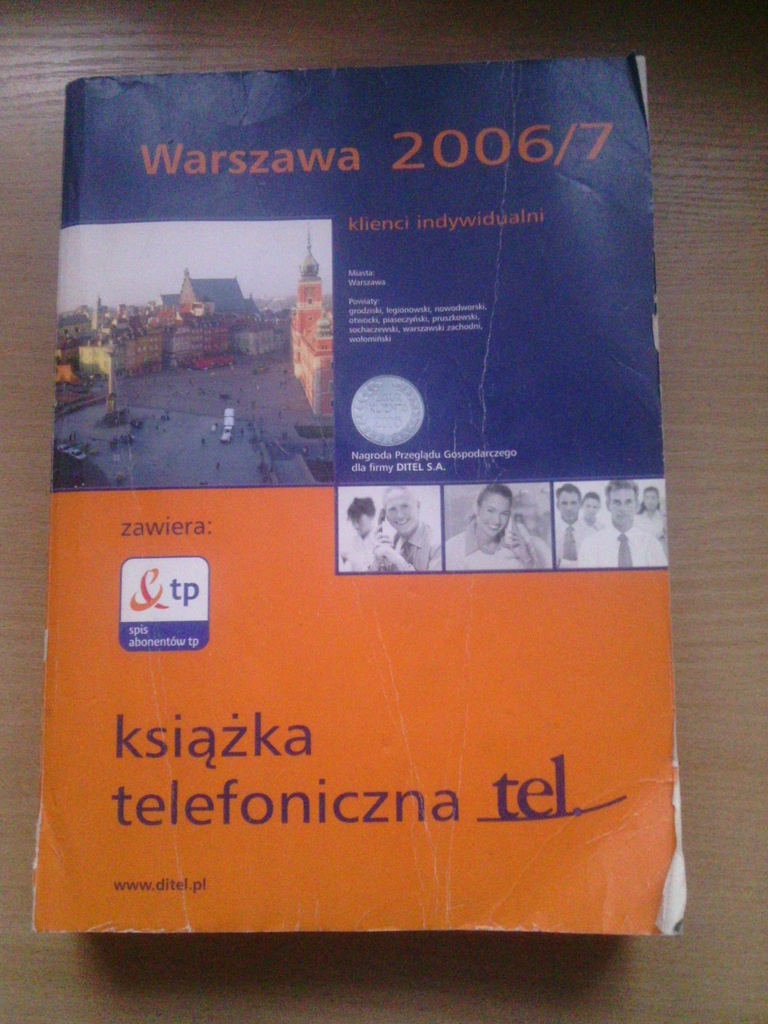 Warszawa 2006/7
klienci indywidualni
Miasta:
Warszawa
Powiaty:
grodziski, legionowski, nowodworski,
otwocki, piaseczyński, pruszkowski,
sochaczewski, warszawski zachodni,
wołomiński
Nagroda Przeglądu Gospodarczego
dla firmy DITEL S.A.
zawiera:
& tp
spis
abonentów tp
książka
telefoniczna tel.
www.ditel.pl